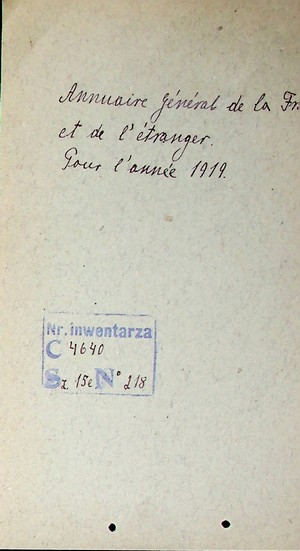 Annuaire Général de la Fr
et de l'étranger.
Pour l'année 1919.
Nr. inwentarza
C 4640
Sz. 15e N° 218